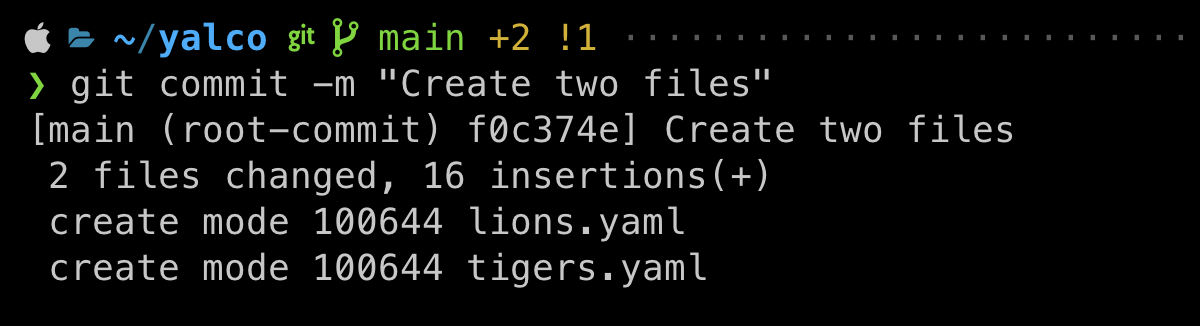 ~/yalco git main +2 !1 ····························
❯ git commit -m "Create two files"
[main (root-commit) f0c374e] Create two files
 2 files changed, 16 insertions(+)
 create mode 100644 lions.yaml
 create mode 100644 tigers.yaml